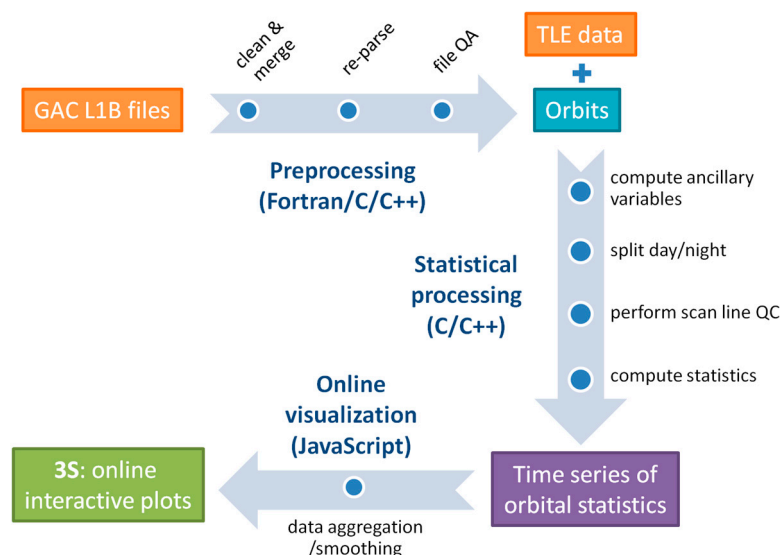 clean &
merge
re-parse
file QA
TLE data
GAC L1B files
Orbits
Preprocessing
(Fortran/C/C++)
compute ancillary
variables
split day/night
Statistical
processing
(C/C++)
perform scan line QC
compute statistics
Online
visualization
(JavaScript)
3S: online
interactive plots
Time series of
orbital statistics
data aggregation
/smoothing